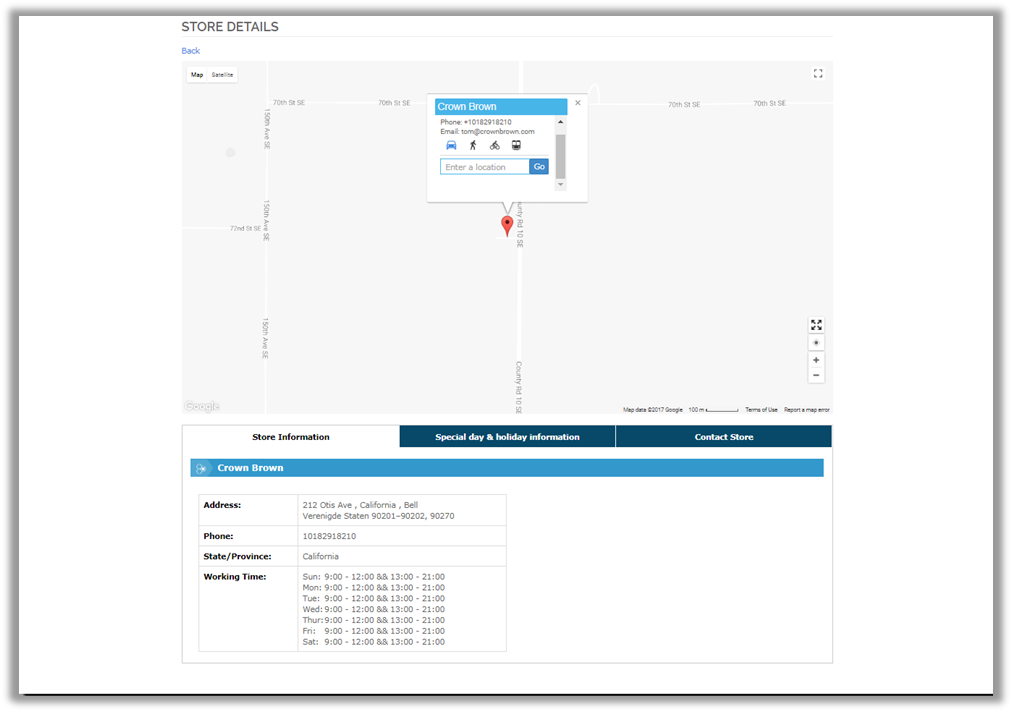 STORE DETAILS
Back
Map Satellite
70th St SE
70th St SE
70th St SE
70th St SE
150th Ave SE
Crown Brown
×
Phone: +10182918210
Email: tom@crownbrown.com
Enter a location Go
150th Ave SE
72nd St SE
unty Rd 10 SE
150th Ave SE
County Rd 10 SE
+
−
Google
Map data ©2017 Google 100 m Terms of Use Report a map error
Store Information Special day & holiday information Contact Store
Crown Brown
Address: 212 Otis Ave , California , Bell
Verenigde Staten 90201–90202, 90270
Phone: 10182918210
State/Province: California
Working Time: Sun: 9:00 - 12:00 && 13:00 - 21:00
Mon: 9:00 - 12:00 && 13:00 - 21:00
Tue: 9:00 - 12:00 && 13:00 - 21:00
Wed: 9:00 - 12:00 && 13:00 - 21:00
Thur: 9:00 - 12:00 && 13:00 - 21:00
Fri: 9:00 - 12:00 && 13:00 - 21:00
Sat: 9:00 - 12:00 && 13:00 - 21:00